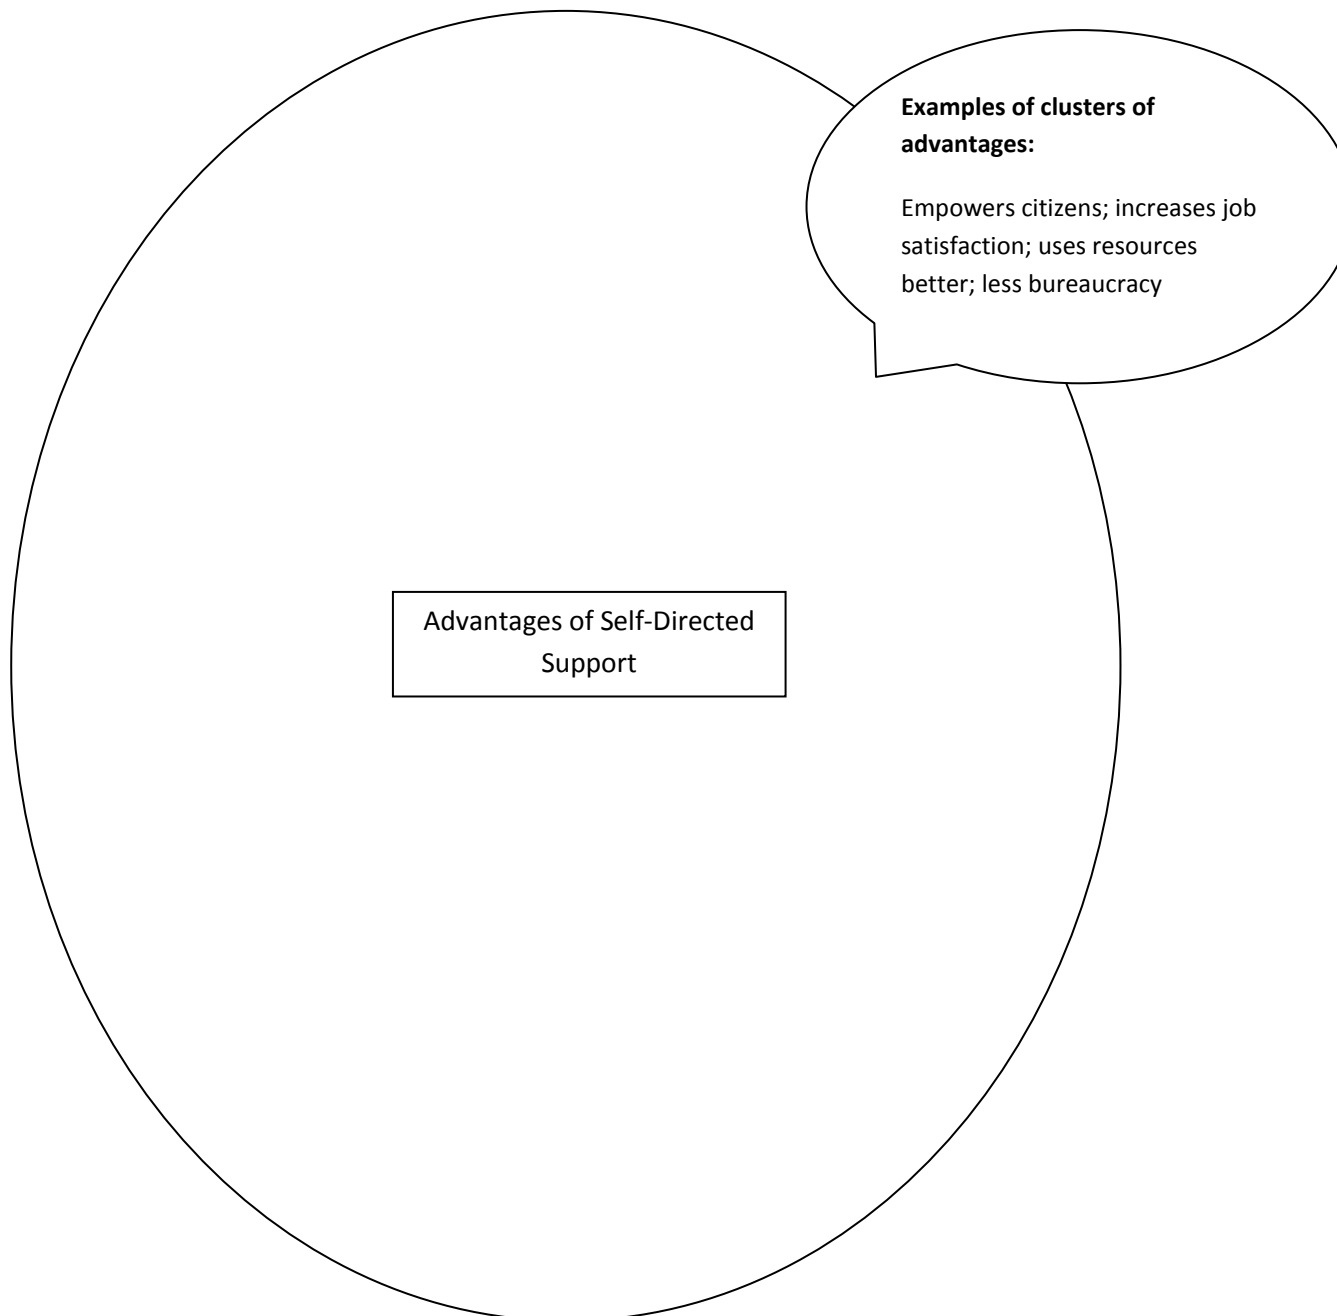 Examples of clusters of
advantages:
Empowers citizens; increases job
satisfaction; uses resources
better; less bureaucracy
Advantages of Self-Directed
Support